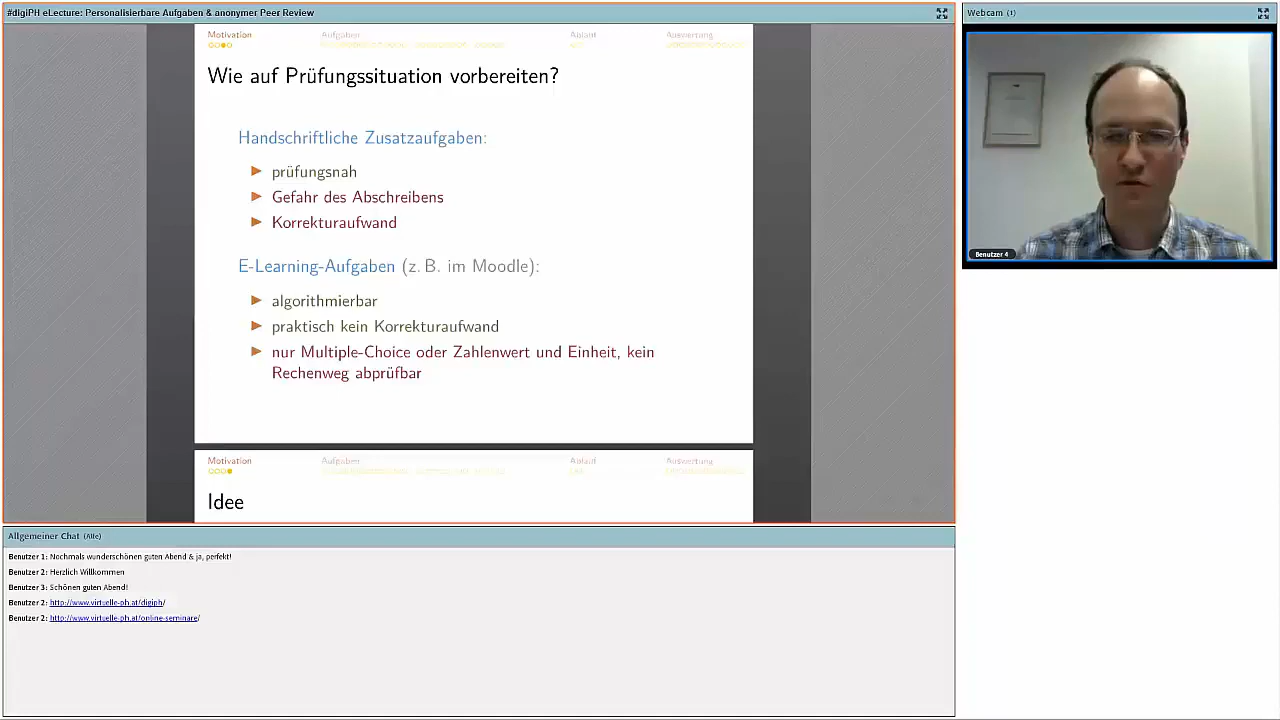 #digiPH eLecture: Personalisierbare Aufgaben & anonymer Peer Review
Motivation
Aufgaben
Ablauf
Auswertung
Wie auf Prüfungssituation vorbereiten?
Handschriftliche Zusatzaufgaben:
prüfungsnah
Gefahr des Abschreibens
Korrekturaufwand
E-Learning-Aufgaben (z. B. im Moodle):
algorithmierbar
praktisch kein Korrekturaufwand
nur Multiple-Choice oder Zahlenwert und Einheit, kein
Rechenweg abprüfbar
Motivation
Aufgaben
Ablauf
Auswertung
Idee
Webcam (1)
Benutzer 4
Allgemeiner Chat (Alle)
Benutzer 1: Nochmals wunderschönen guten Abend & ja, perfekt!
Benutzer 2: Herzlich Willkommen
Benutzer 3: Schönen guten Abend!
Benutzer 2: http://www.virtuelle-ph.at/digiph/
Benutzer 2: http://www.virtuelle-ph.at/online-seminare/